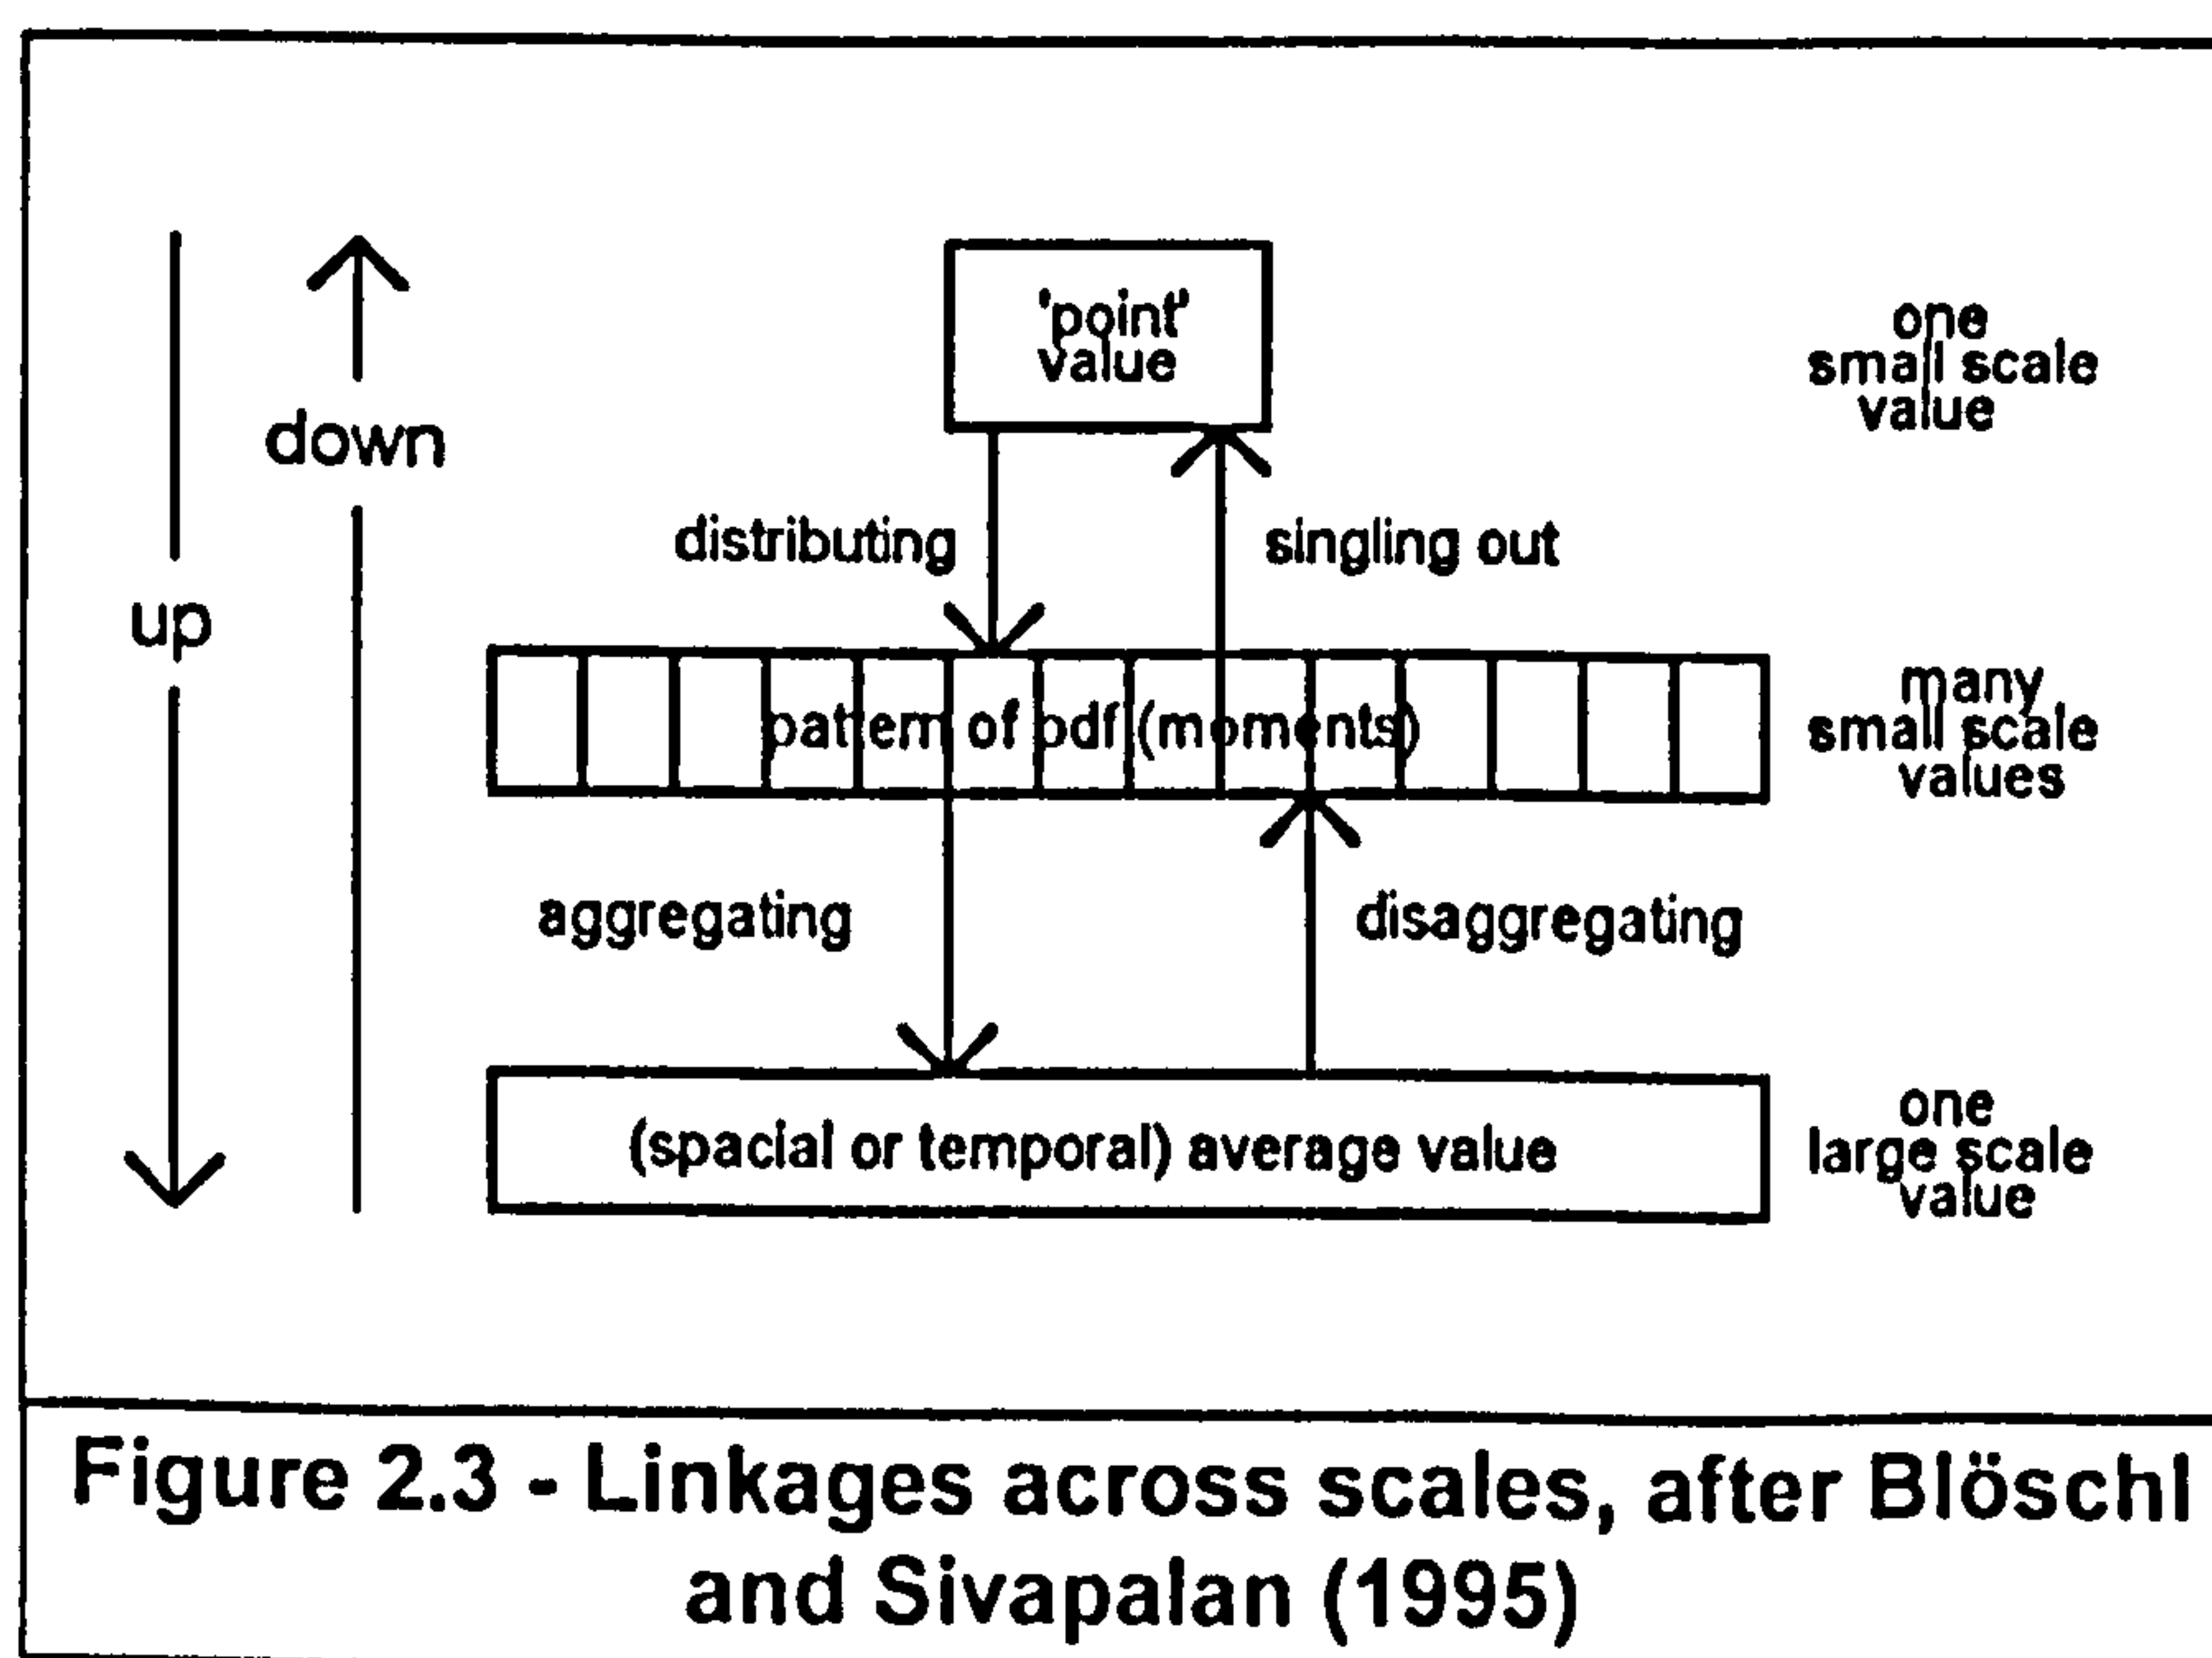 down
up
'point'
value
one
small scale
value
distributing
singling out
pattern of pdf (moments)
many
small scale
values
aggregating
disaggregating
(spacial or temporal) average value
one
large scale
value
Figure 2.3 - Linkages across scales, after Blöschl
and Sivapalan (1995)